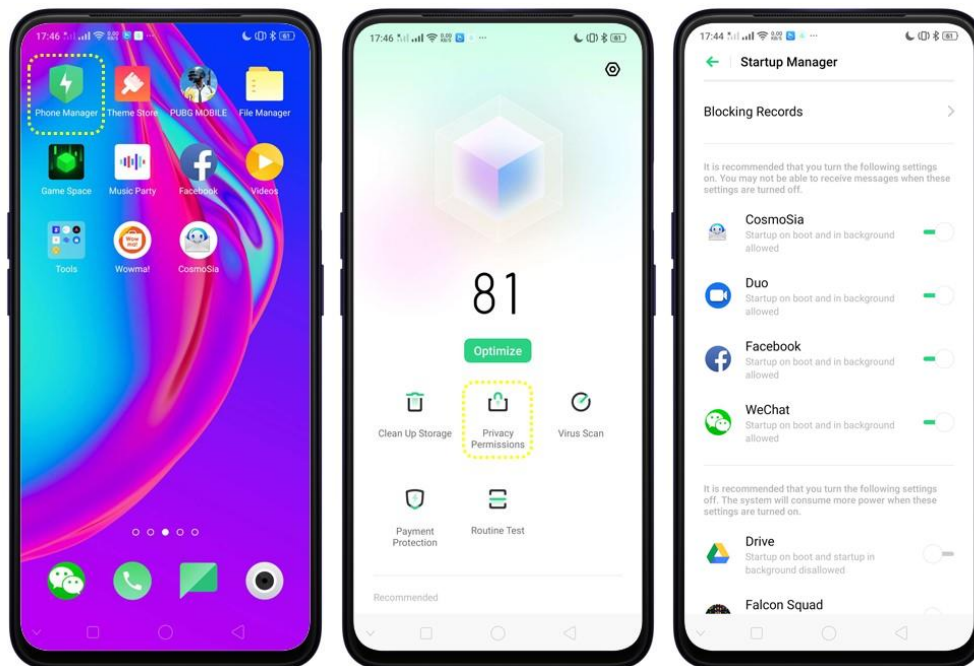 17:46
Phone Manager
Theme Store
PUBG MOBILE
File Manager
Game Space
Music Party
Facebook
Videos
Tools
Wowma!
CosmoSia
17:46
81
Optimize
Clean Up Storage
Privacy
Permissions
Virus Scan
Payment
Protection
Routine Test
Recommended
17:44
Startup Manager
Blocking Records
It is recommended that you turn the following settings
on. You may not be able to receive messages when these
settings are turned off.
CosmoSia
Startup on boot and in background
allowed
Duo
Startup on boot and in background
allowed
Facebook
Startup on boot and in background
allowed
WeChat
Startup on boot and in background
allowed
It is recommended that you turn the following settings
off. The system will consume more power when these
settings are turned on.
Drive
Startup on boot and startup in
background disallowed
Falcon Squad